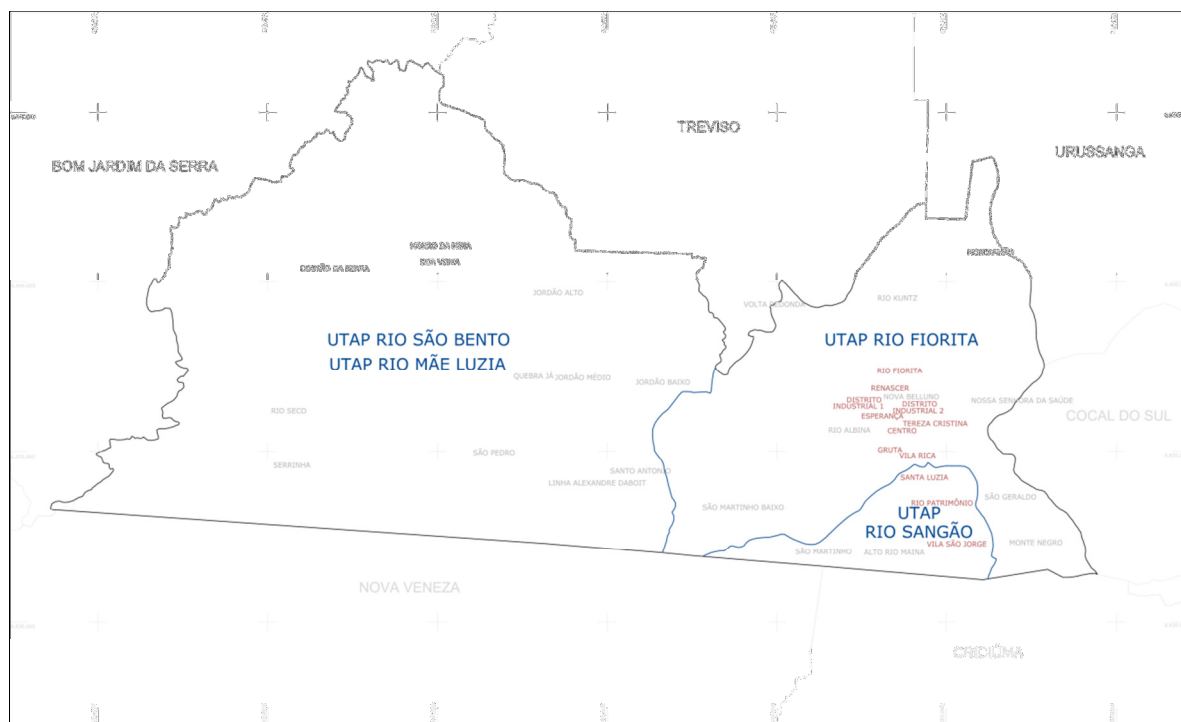 TREVISO
BOM JARDIM DA SERRA
URUSSANGA
BOA VISTA
JORDÃO ALTO
VOLTA REDONDA
RIO KUNTZ
UTAP RIO SÃO BENTO
UTAP RIO MÃE LUZIA
UTAP RIO FIORITA
RIO FIORITA
QUEBRA JÁ
JORDÃO MÉDIO
JORDÃO BAIXO
RENASCER
NOVA BELLUNO
DISTRITO
INDUSTRIAL 1
DISTRITO
INDUSTRIAL 2
NOSSA SENHORA DA SAÚDE
RIO SECO
ESPERANÇA
COCAL DO SUL
TEREZA CRISTINA
RIO ALBINA
CENTRO
GRUTA
VILA RICA
SÃO PEDRO
SERRINHA
SANTO ANTONIO
LINHA ALEXANDRE DABOIT
SANTA LUZIA
SÃO GERALDO
RIO PATRIMÔNIO
SÃO MARTINHO BAIXO
UTAP
RIO SANGÃO
VILA SÃO JORGE
MONTE NEGRO
SÃO MARTINHO
ALTO RIO MAINA
NOVA VENEZA
CRICIÚMA